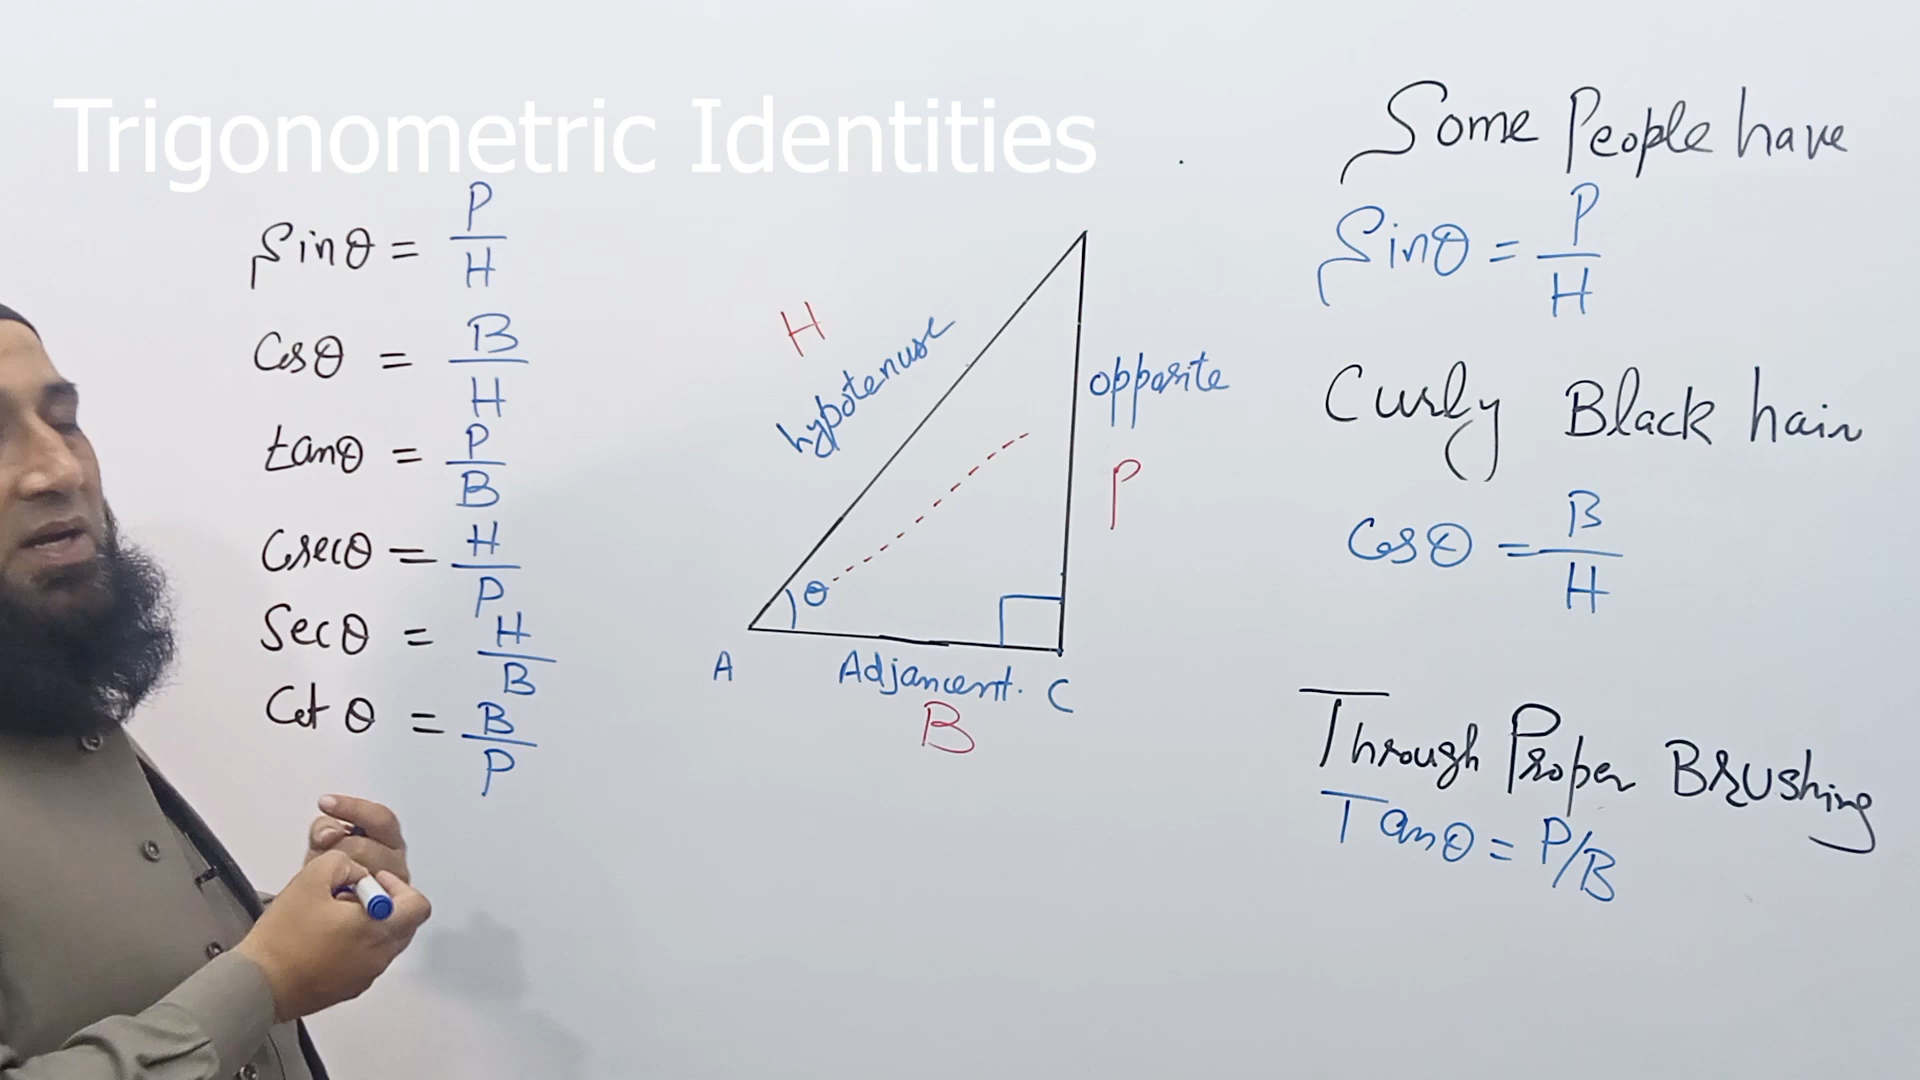 Trigonometric Identities
Sinθ = P/H
Cosθ = B/H
tanθ = P/B
Cosecθ = H/P
Secθ = H/B
Cot θ = B/P
H
hypotenuse
opposite
P
θ
A
Adjancent. C
B
Some People have
Sinθ = P/H
Curly Black hair
Cosθ = B/H
Through Proper Brushing
Tanθ = P/B